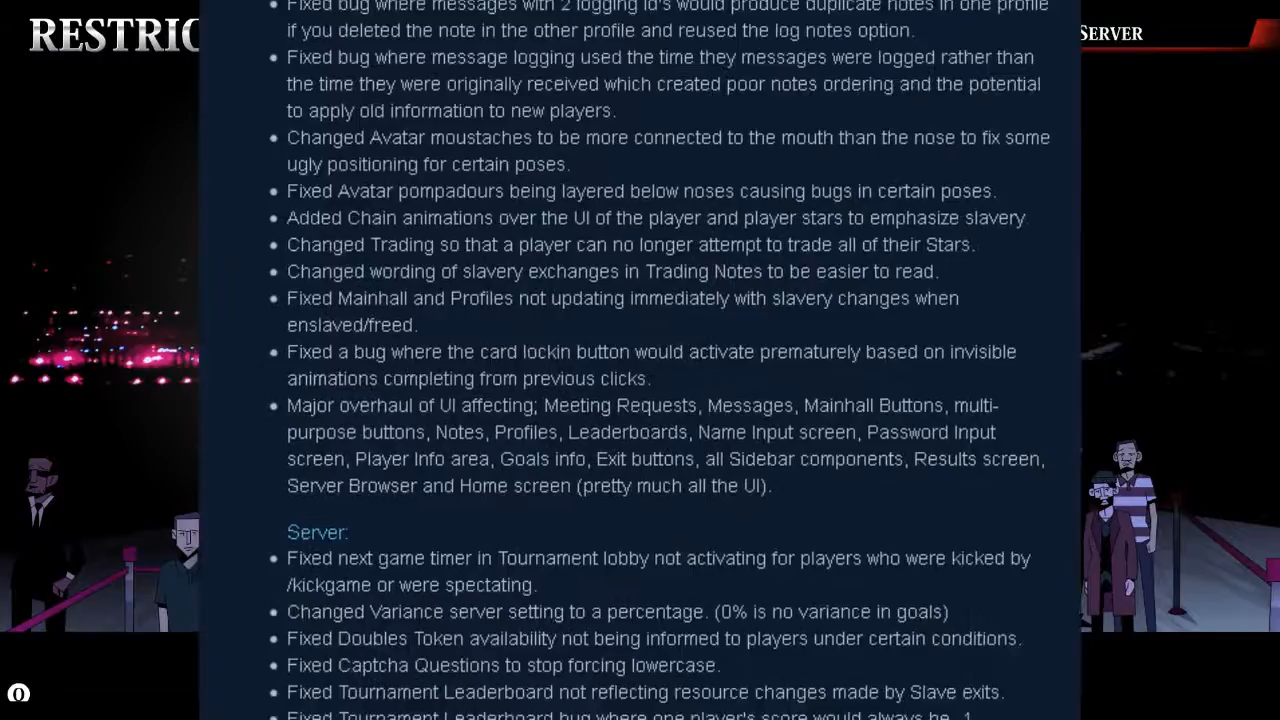 RESTRIC
SERVER
Fixed bug where messages with 2 logging id's would produce duplicate notes in one profile
if you deleted the note in the other profile and reused the log notes option.
Fixed bug where message logging used the time they messages were logged rather than
the time they were originally received which created poor notes ordering and the potential
to apply old information to new players.
Changed Avatar moustaches to be more connected to the mouth than the nose to fix some
ugly positioning for certain poses.
Fixed Avatar pompadours being layered below noses causing bugs in certain poses.
Added Chain animations over the UI of the player and player stars to emphasize slavery.
Changed Trading so that a player can no longer attempt to trade all of their Stars.
Changed wording of slavery exchanges in Trading Notes to be easier to read.
Fixed Mainhall and Profiles not updating immediately with slavery changes when
enslaved/freed.
Fixed a bug where the card lockin button would activate prematurely based on invisible
animations completing from previous clicks.
Major overhaul of UI affecting; Meeting Requests, Messages, Mainhall Buttons, multi-
purpose buttons, Notes, Profiles, Leaderboards, Name Input screen, Password Input
screen, Player Info area, Goals info, Exit buttons, all Sidebar components, Results screen,
Server Browser and Home screen (pretty much all the UI).
Server:
Fixed next game timer in Tournament lobby not activating for players who were kicked by
/kickgame or were spectating.
Changed Variance server setting to a percentage. (0% is no variance in goals)
Fixed Doubles Token availability not being informed to players under certain conditions.
Fixed Captcha Questions to stop forcing lowercase.
Fixed Tournament Leaderboard not reflecting resource changes made by Slave exits.
Fixed Tournament Leaderboard bug where one player's score would always be -1